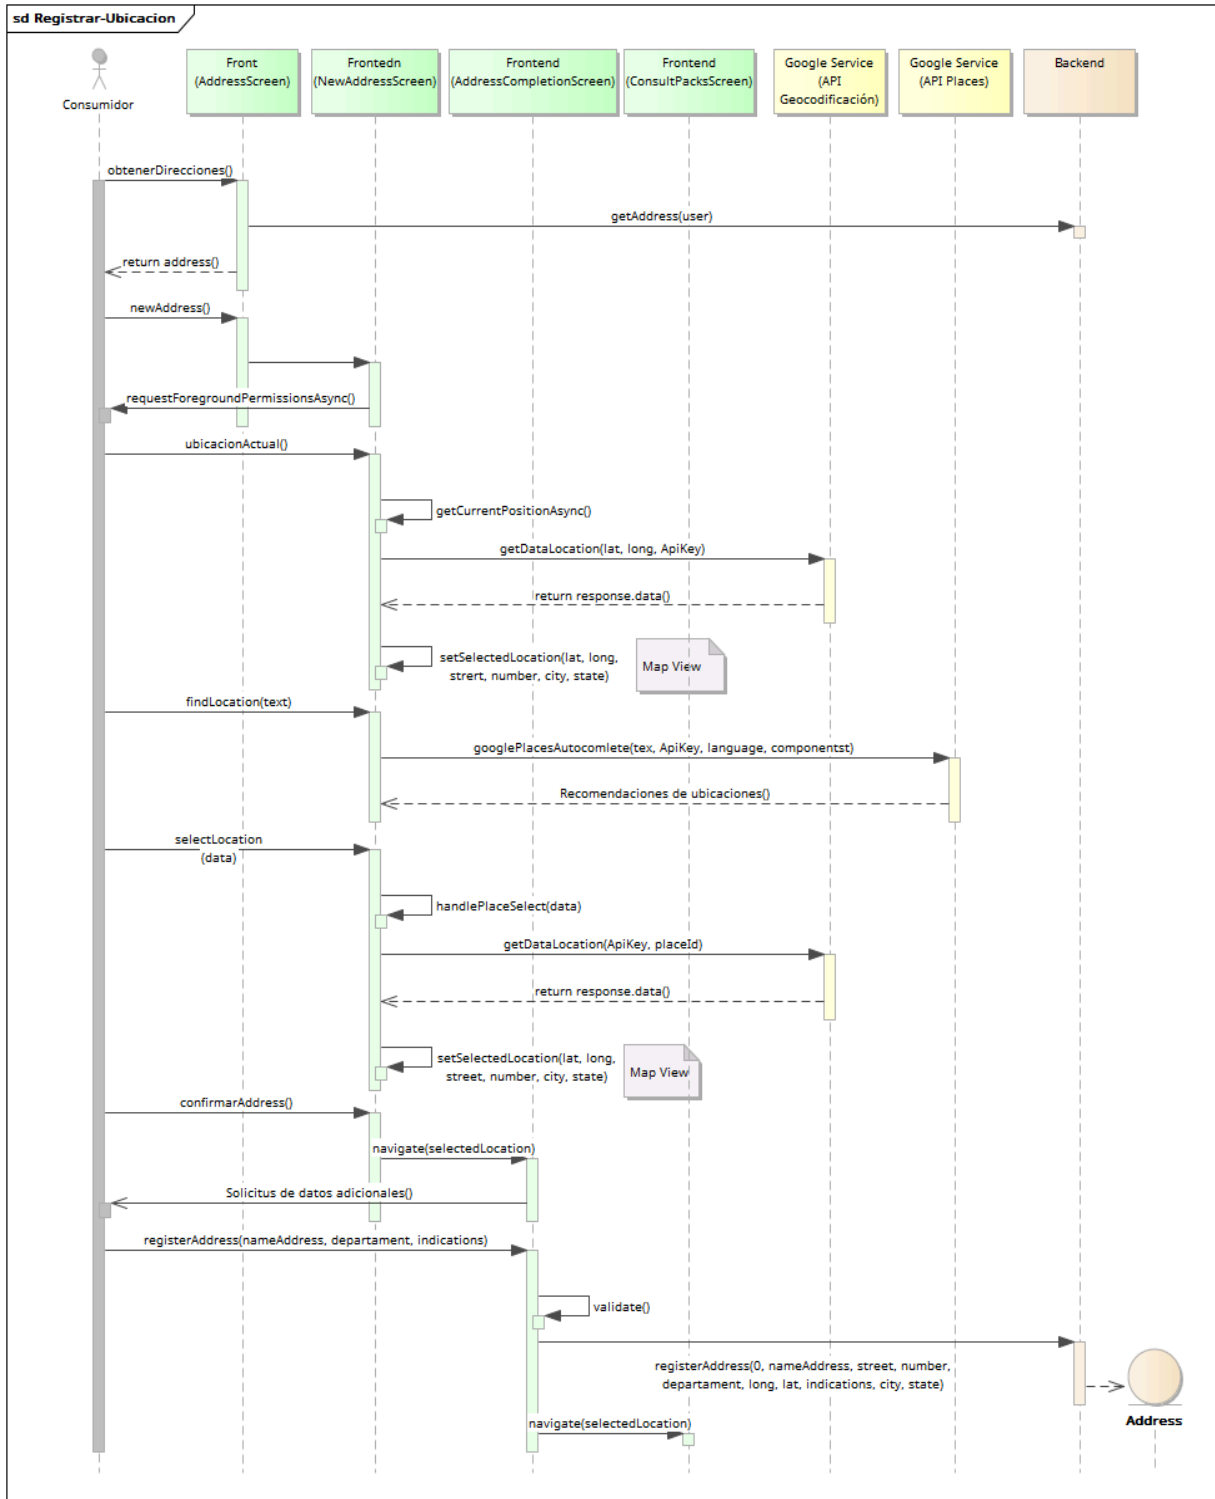 sd Registrar-Ubicacion
Consumidor
Front
(AddressScreen)
Frontedn
(NewAddressScreen)
Frontend
(AddressCompletionScreen)
Frontend
(ConsultPacksScreen)
Google Service
(API
Geocodificación)
Google Service
(API Places)
Backend
obtenerDirecciones()
getAddress(user)
return address()
newAddress()
requestForegroundPermissionsAsync()
ubicacionActual()
getCurrentPositionAsync()
getDataLocation(lat, long, ApiKey)
return response.data()
setSelectedLocation(lat, long,
strert, number, city, state)
Map View
findLocation(text)
googlePlacesAutocomlete(tex, ApiKey, language, componentst)
Recomendaciones de ubicaciones()
selectLocation
(data)
handlePlaceSelect(data)
getDataLocation(ApiKey, placeId)
return response.data()
setSelectedLocation(lat, long,
street, number, city, state)
Map View
confirmarAddress()
navigate(selectedLocation)
Solicitus de datos adicionales()
registerAddress(nameAddress, departament, indications)
validate()
registerAddress(0, nameAddress, street, number,
departament, long, lat, indications, city, state)
Address
navigate(selectedLocation)